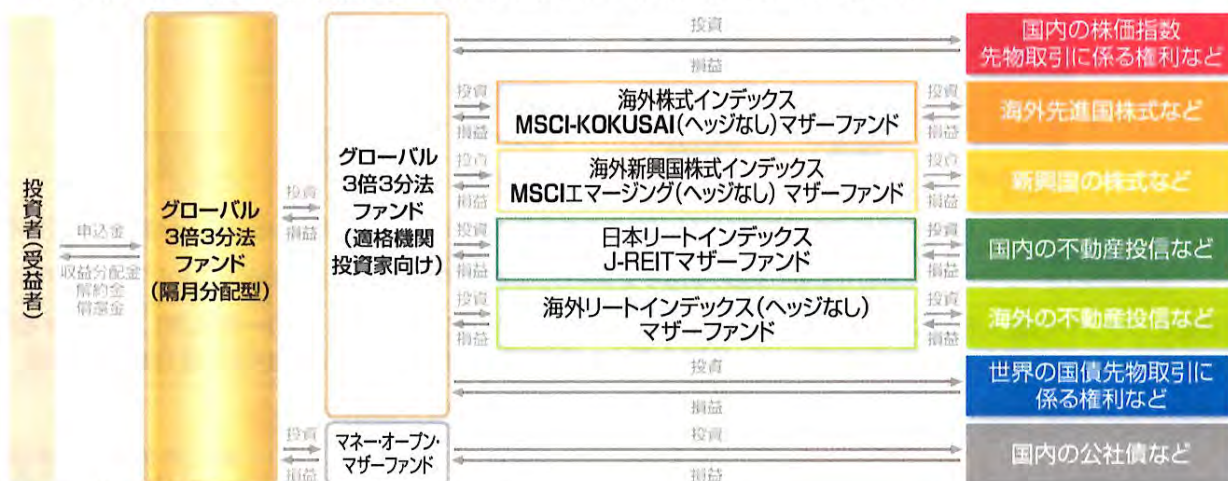 投資者(受益者)
申込金
収益分配金
解約金
償還金
グローバル
3倍3分法
ファンド
(隔月分配型)
投資
損益
グローバル
3倍3分法
ファンド
(適格機関
投資家向け)
投資
損益
国内の株価指数
先物取引に係る権利など
投資
損益
海外株式インデックス
MSCI-KOKUSAI(ヘッジなし)マザーファンド
投資
損益
海外先進国株式など
投資
損益
海外新興国株式インデックス
MSCIエマージング(ヘッジなし) マザーファンド
投資
損益
新興国の株式など
投資
損益
日本リートインデックス
J-REITマザーファンド
投資
損益
国内の不動産投信など
投資
損益
海外リートインデックス(ヘッジなし)
マザーファンド
投資
損益
海外の不動産投信など
投資
損益
世界の国債先物取引に
係る権利など
投資
損益
マネー・オープン・
マザーファンド
投資
損益
国内の公社債など